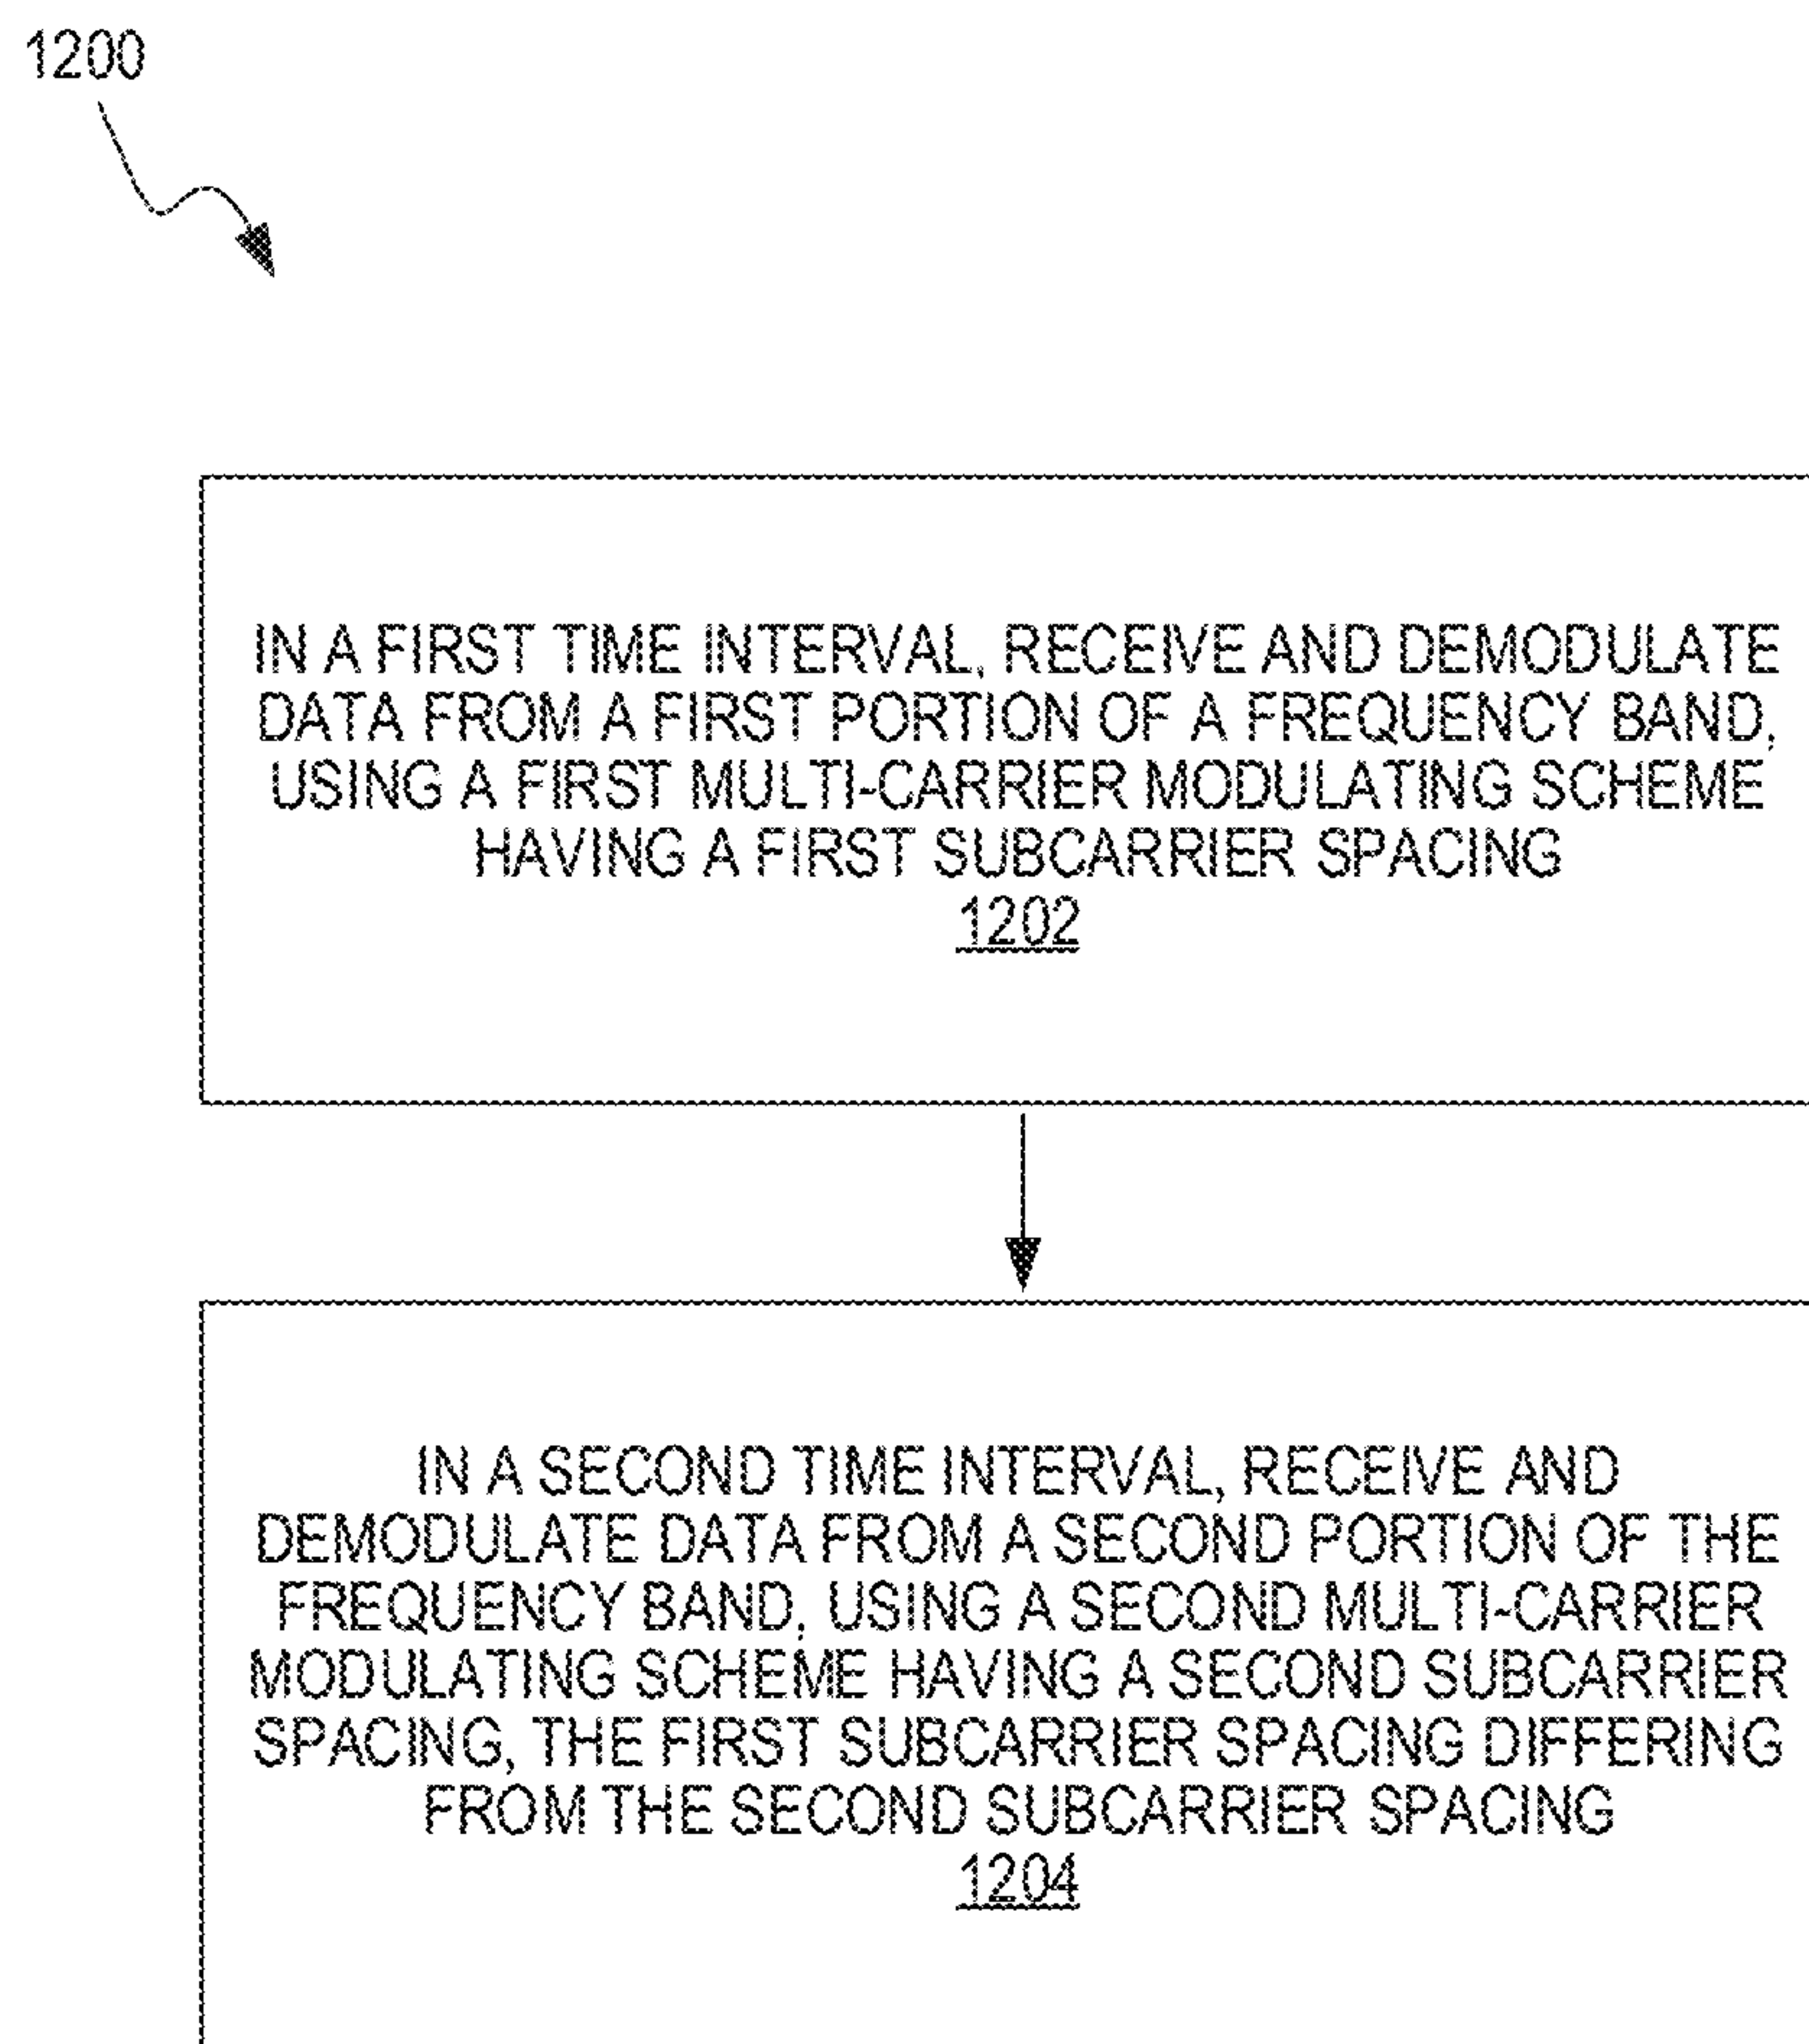 1200
IN A FIRST TIME INTERVAL, RECEIVE AND DEMODULATE
DATA FROM A FIRST PORTION OF A FREQUENCY BAND,
USING A FIRST MULTI-CARRIER MODULATING SCHEME
HAVING A FIRST SUBCARRIER SPACING
1202
IN A SECOND TIME INTERVAL, RECEIVE AND
DEMODULATE DATA FROM A SECOND PORTION OF THE
FREQUENCY BAND, USING A SECOND MULTI-CARRIER
MODULATING SCHEME HAVING A SECOND SUBCARRIER
SPACING, THE FIRST SUBCARRIER SPACING DIFFERING
FROM THE SECOND SUBCARRIER SPACING
1204